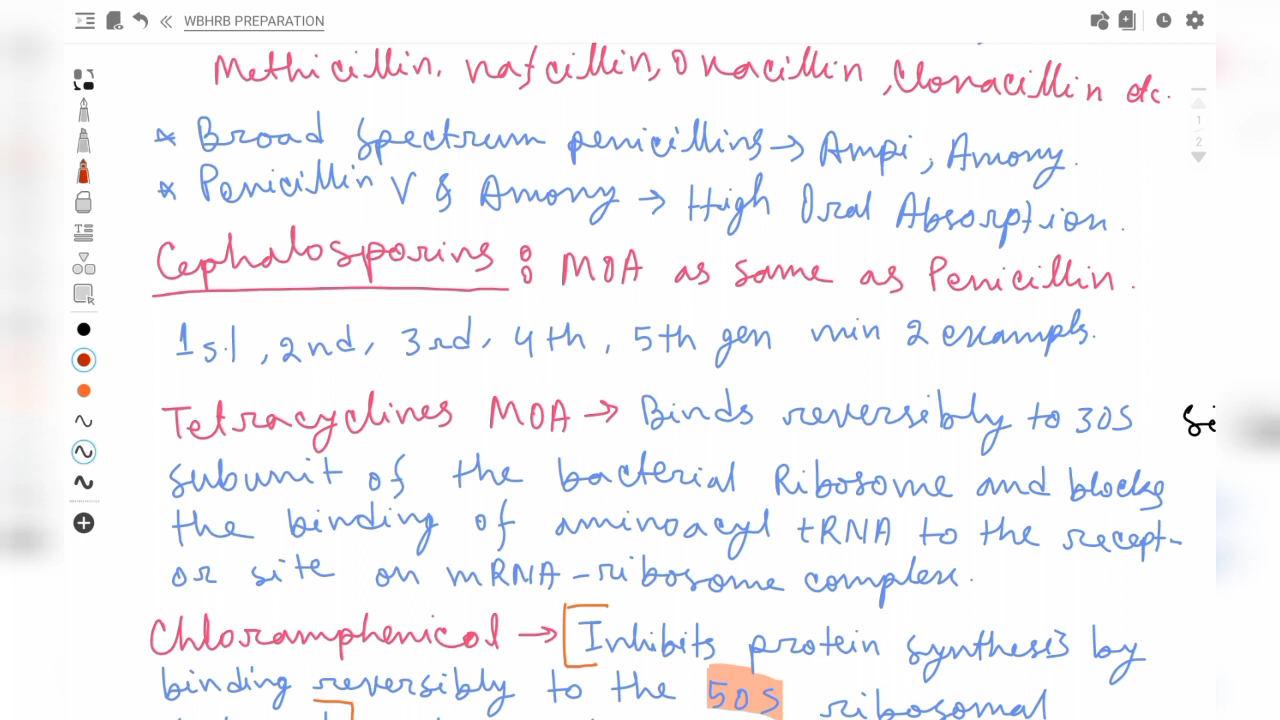 WBHRB PREPARATION
Methicillin, nafcillin, Oxacillin, Cloxacillin etc.
* Broad Spectrum penicillins → Ampi, Amoxy.
* Penicillin V & Amoxy → High Oral Absorption.
Cephalosporins : MOA as same as Penicillin.
1st, 2nd, 3rd, 4th, 5th gen min 2 exampls.
Tetracyclines MOA → Binds reversibly to 30S
subunit of the bacterial Ribosome and blocks
the binding of aminoacyl tRNA to the recept-
or site on mRNA-ribosome complex.
Chloramphenicol → [Inhibits protein synthesis by
binding reversibly to the 50S ribosomal
1
2